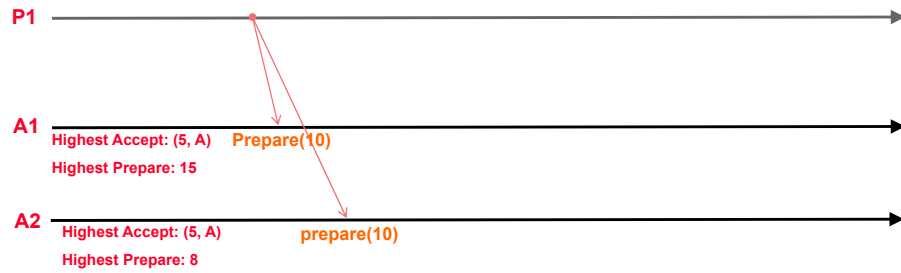 P1
A1
Highest Accept: (5, A) Prepare(10)
Highest Prepare: 15
A2
Highest Accept: (5, A) prepare(10)
Highest Prepare: 8